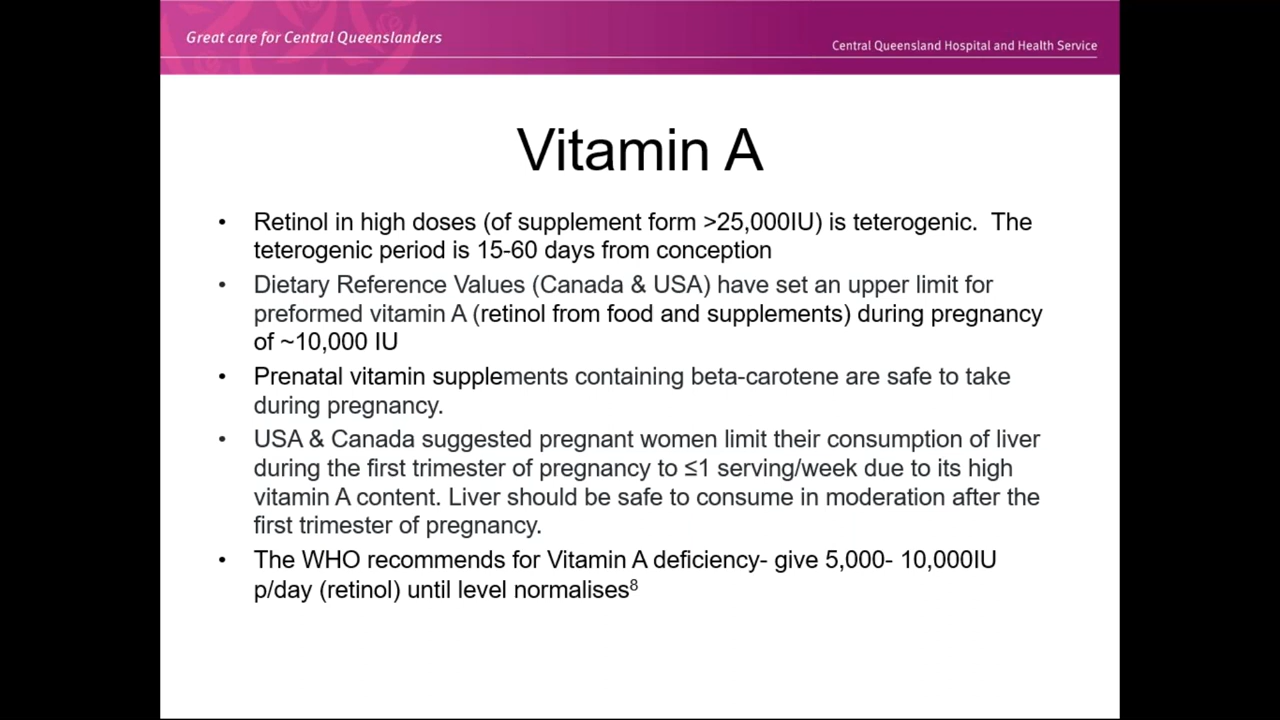 Great care for Central Queenslanders
Central Queensland Hospital and Health Service
Vitamin A
• Retinol in high doses (of supplement form >25,000IU) is teterogenic.  The
teterogenic period is 15-60 days from conception
• Dietary Reference Values (Canada & USA) have set an upper limit for
preformed vitamin A (retinol from food and supplements) during pregnancy
of ~10,000 IU
• Prenatal vitamin supplements containing beta-carotene are safe to take
during pregnancy.
• USA & Canada suggested pregnant women limit their consumption of liver
during the first trimester of pregnancy to ≤1 serving/week due to its high
vitamin A content. Liver should be safe to consume in moderation after the
first trimester of pregnancy.
• The WHO recommends for Vitamin A deficiency- give 5,000- 10,000IU
p/day (retinol) until level normalises⁸